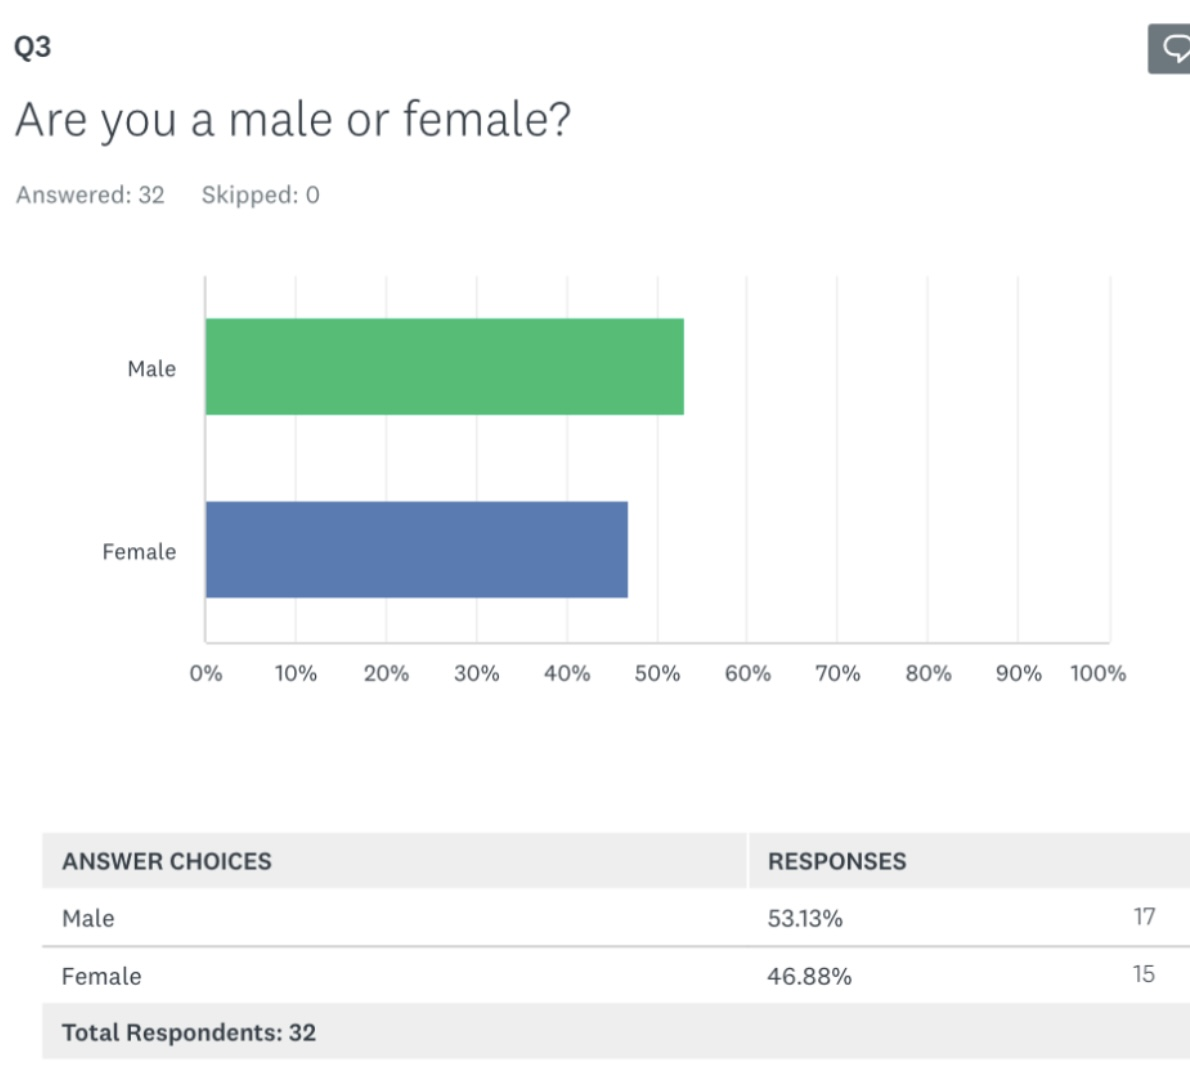 Q3
Are you a male or female?
Answered: 32 Skipped: 0
Male
Female
0% 10% 20% 30% 40% 50% 60% 70% 80% 90% 100%
ANSWER CHOICES RESPONSES
Male 53.13% 17
Female 46.88% 15
Total Respondents: 32